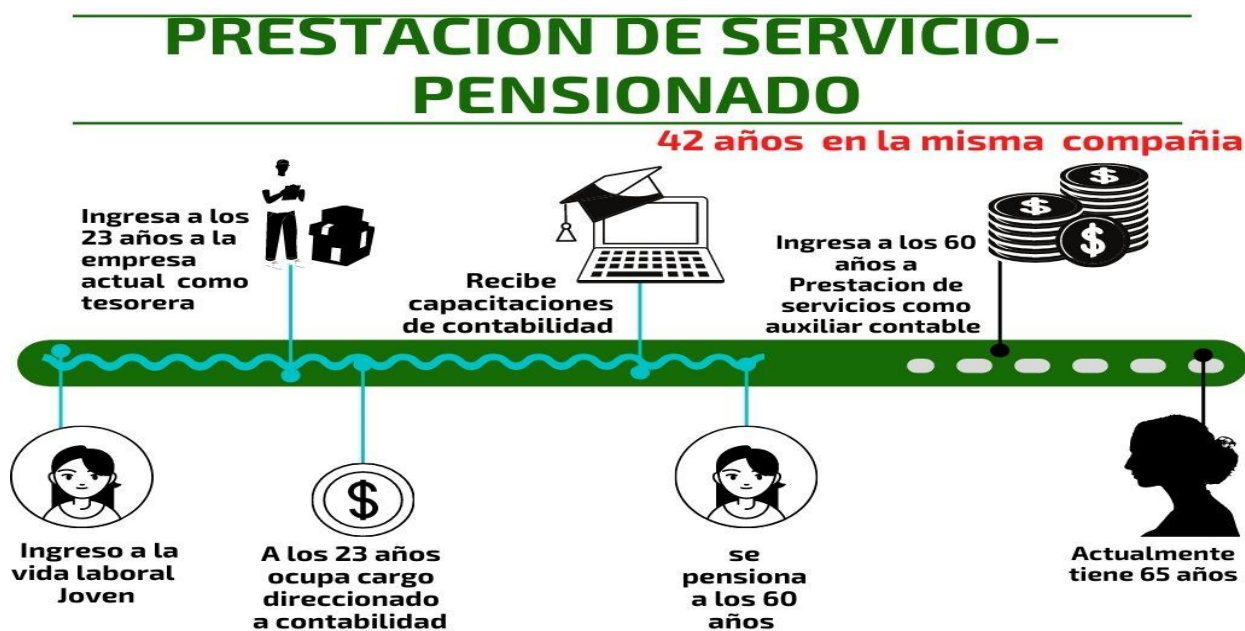 PRESTACION DE SERVICIO-
PENSIONADO
42 años en la misma compañia
Ingresa a los
23 años a la
empresa
actual como
tesorera
Recibe
capacitaciones
de contabilidad
Ingresa a los 60
años a
Prestacion de
servicios como
auxiliar contable
$
$
$
$
Ingreso a la
vida laboral
Joven
A los 23 años
ocupa cargo
direccionado
a contabilidad
se
pensiona
a los 60
años
Actualmente
tiene 65 años